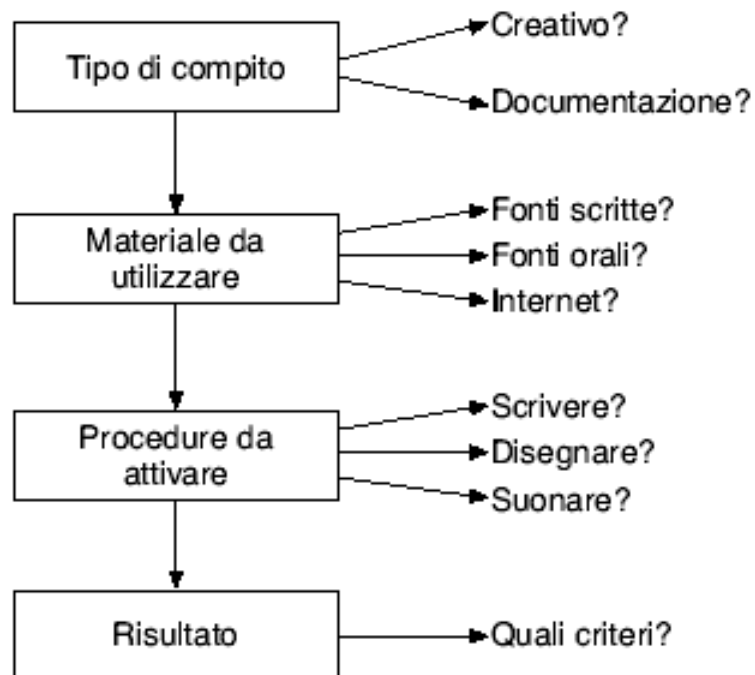 Tipo di compito
Creativo?
Documentazione?
Materiale da
utilizzare
Fonti scritte?
Fonti orali?
Internet?
Procedure da
attivare
Scrivere?
Disegnare?
Suonare?
Risultato
Quali criteri?